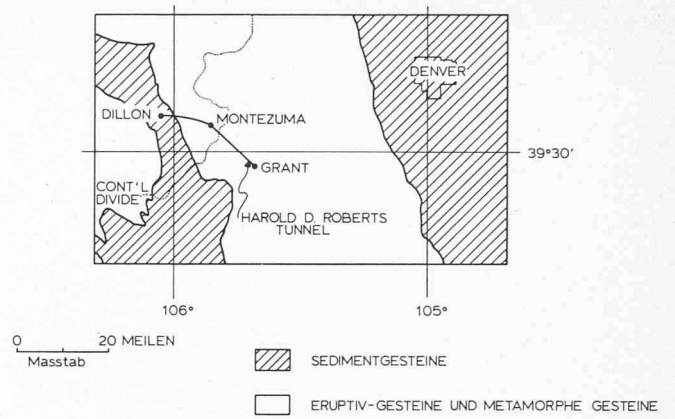 DENVER
DILLON
MONTEZUMA
39°30'
GRANT
CONT'L
DIVIDE
HAROLD D. ROBERTS
TUNNEL
106°
105°
0 20 MEILEN
Masstab
SEDIMENTGESTEINE
ERUPTIV-GESTEINE UND METAMORPHE GESTEINE